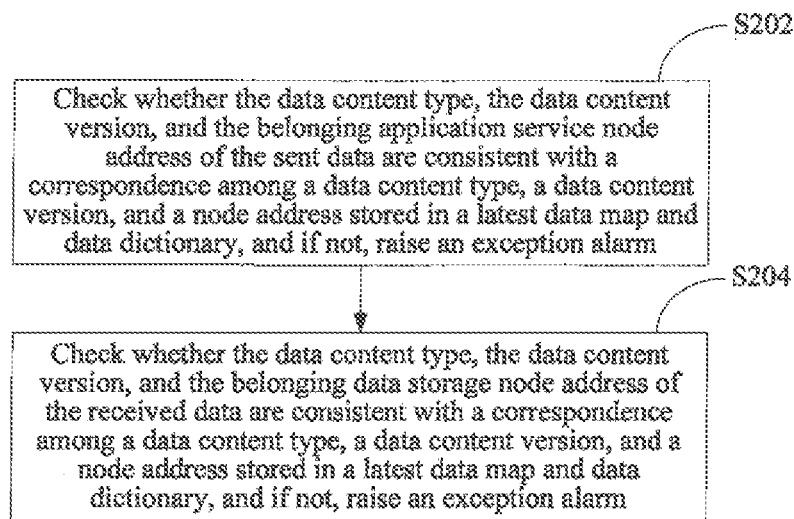 S202
Check whether the data content type, the data content
version, and the belonging application service node
address of the sent data are consistent with a
correspondence among a data content type, a data content
version, and a node address stored in a latest data map and
data dictionary, and if not, raise an exception alarm
S204
Check whether the data content type, the data content
version, and the belonging data storage node address of
the received data are consistent with a correspondence
among a data content type, a data content version, and a
node address stored in a latest data map and data
dictionary, and if not, raise an exception alarm